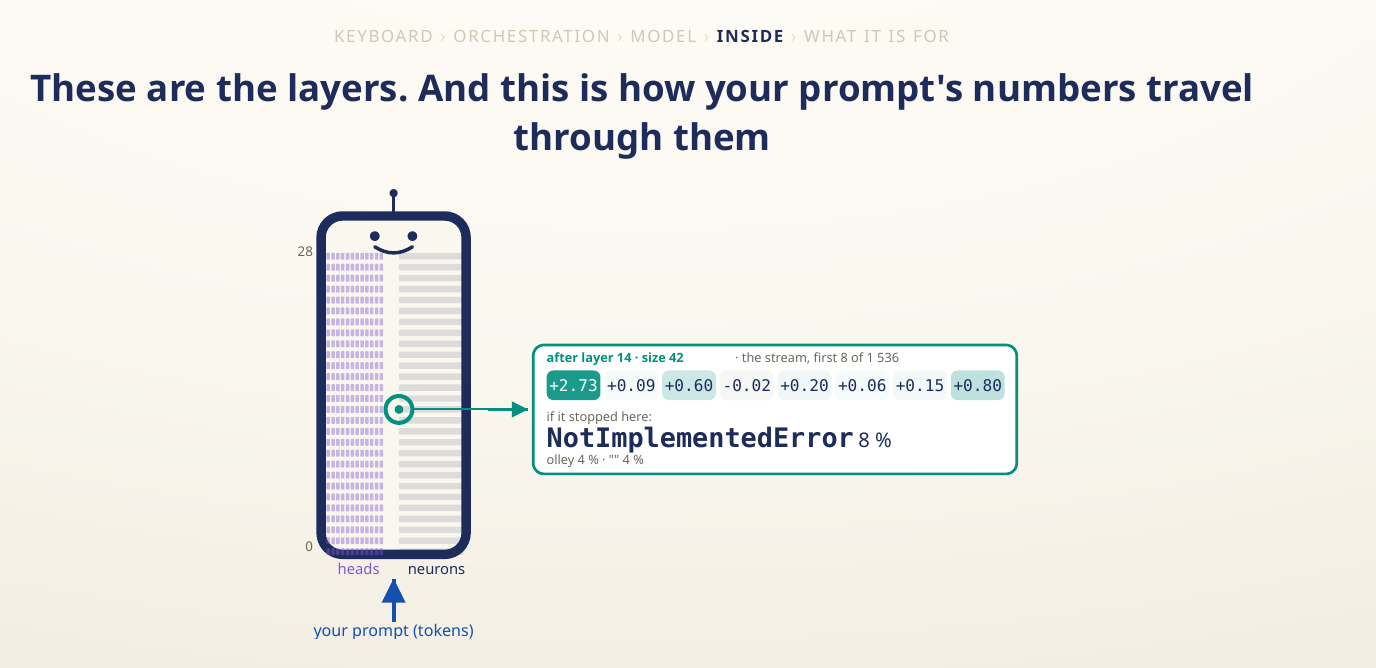 KEYBOARD › ORCHESTRATION › MODEL › INSIDE › WHAT IT IS FOR
These are the layers. And this is how your prompt's numbers travel
through them
28
after layer 14 · size 42 · the stream, first 8 of 1 536
+2.73 +0.09 +0.60 -0.02 +0.20 +0.06 +0.15 +0.80
if it stopped here:
NotImplementedError 8 %
olley 4 % · "" 4 %
0
heads neurons
your prompt (tokens)